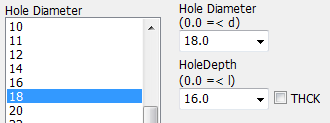 Hole Diameter
10
11
12
14
16
18
20
Hole Diameter
(0.0 =< d)
18.0
HoleDepth
(0.0 =< l)
16.0
THCK